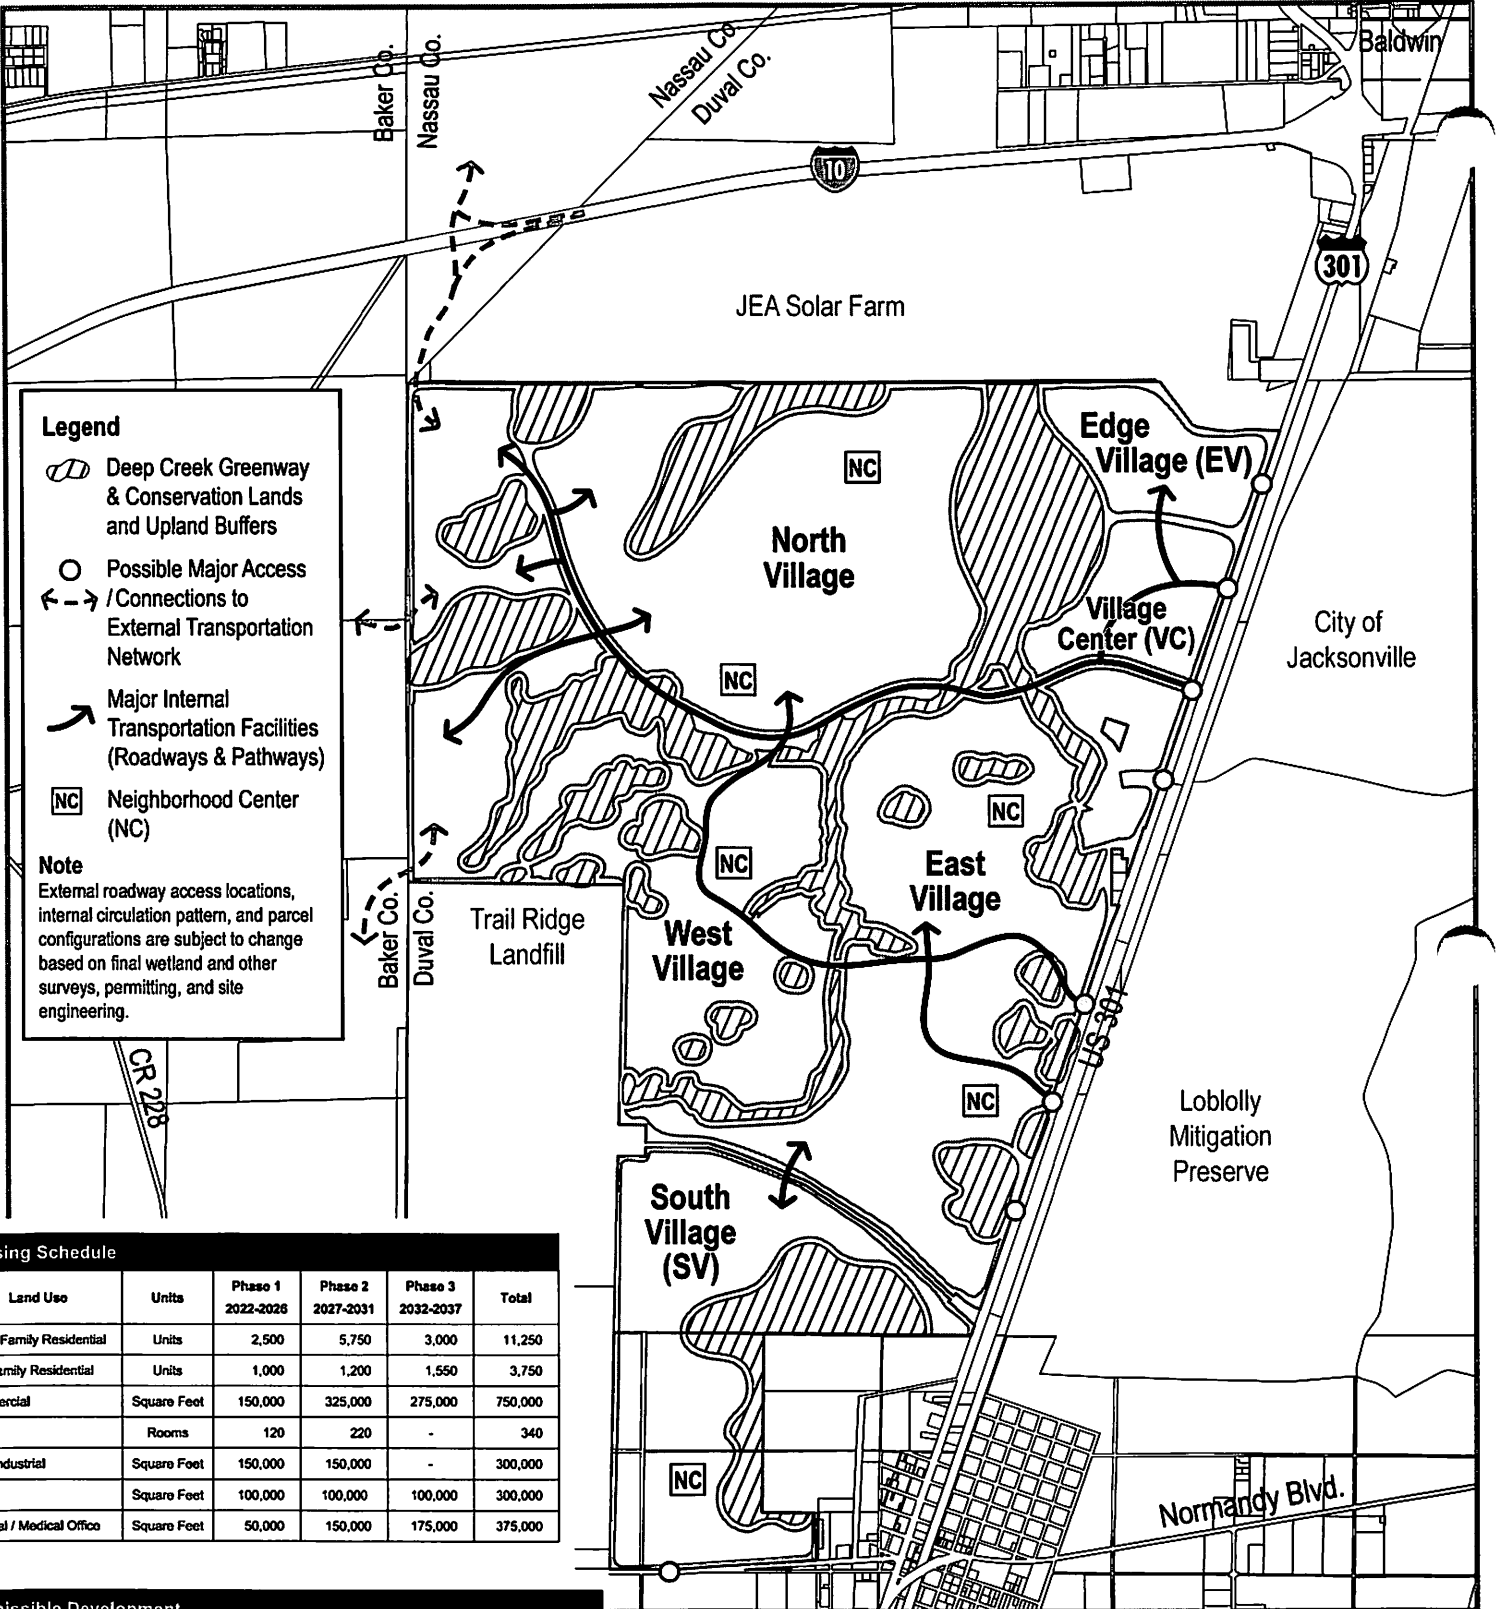 Baldwin
Baker Co.
Nassau Co.
Nassau Co.
Duval Co.
10
301
JEA Solar Farm
Legend
Deep Creek Greenway
& Conservation Lands
and Upland Buffers
Possible Major Access
/ Connections to
External Transportation
Network
Major Internal
Transportation Facilities
(Roadways & Pathways)
NC
Neighborhood Center
(NC)
Note
External roadway access locations,
internal circulation pattern, and parcel
configurations are subject to change
based on final wetland and other
surveys, permitting, and site
engineering.
Edge
Village (EV)
NC
North
Village
Village
Center (VC)
City of
Jacksonville
NC
NC
NC
East
Village
West
Village
Trail Ridge
Landfill
Baker Co.
Duval Co.
US 301
CR 228
NC
Loblolly
Mitigation
Preserve
South
Village
(SV)
NC
Normandy Blvd.
sing Schedule
Land Use Units Phase 1 2022-2026 Phase 2 2027-2031 Phase 3 2032-2037 Total
Family Residential Units 2,500 5,750 3,000 11,250
mily Residential Units 1,000 1,200 1,550 3,750
ercial Square Feet 150,000 325,000 275,000 750,000
Rooms 120 220 - 340
ndustrial Square Feet 150,000 150,000 - 300,000
Square Feet 100,000 100,000 100,000 300,000
al / Medical Office Square Feet 50,000 150,000 175,000 375,000
issible Development